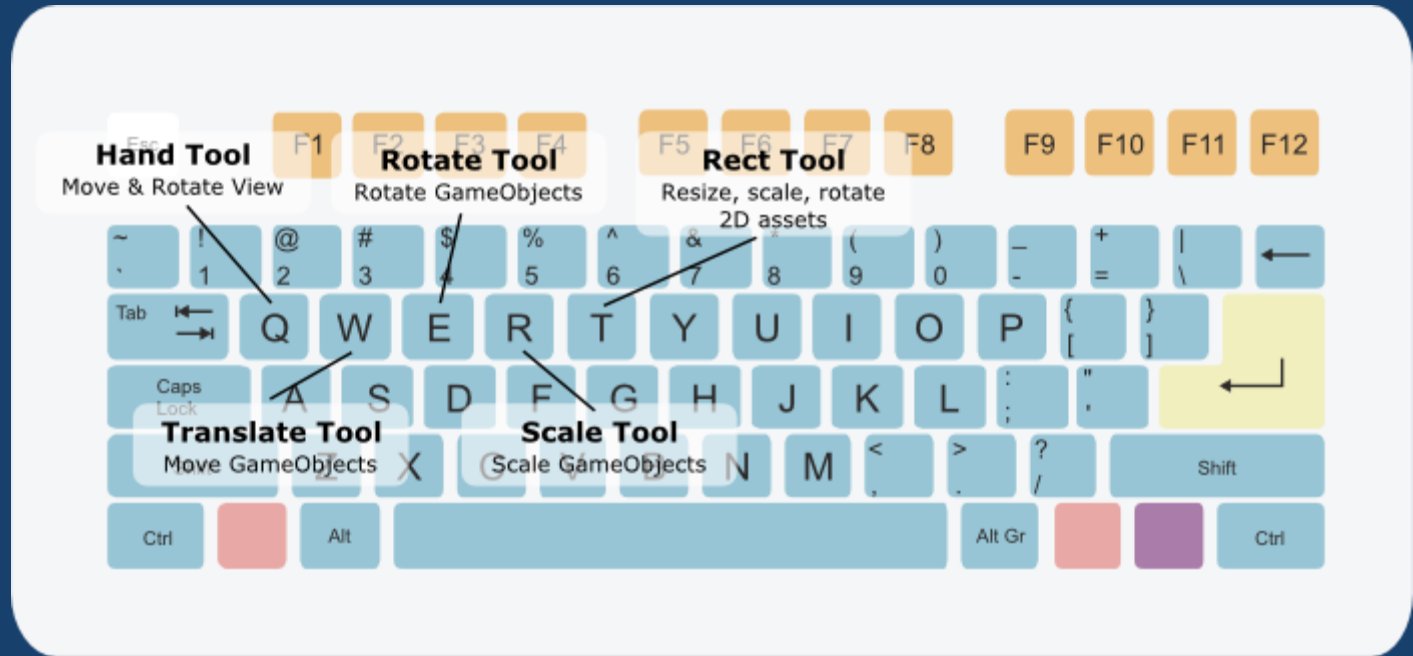 Esc F1 F2 F3 F4 F5 F6 F7 F8 F9 F10 F11 F12
Hand Tool
Move & Rotate View
Rotate Tool
Rotate GameObjects
Rect Tool
Resize, scale, rotate
2D assets
~ ! @ # $ % ^ & * ( ) _ + |
` 1 2 3 4 5 6 7 8 9 0 - = \
Tab Q W E R T Y U I O P { }
[ ]
Caps
Lock
A S D F G H J K L : "
; '
Translate Tool
Move GameObjects
Scale Tool
Scale GameObjects
Z X C V B N M < > ? Shift
, . /
Ctrl Alt Alt Gr Ctrl